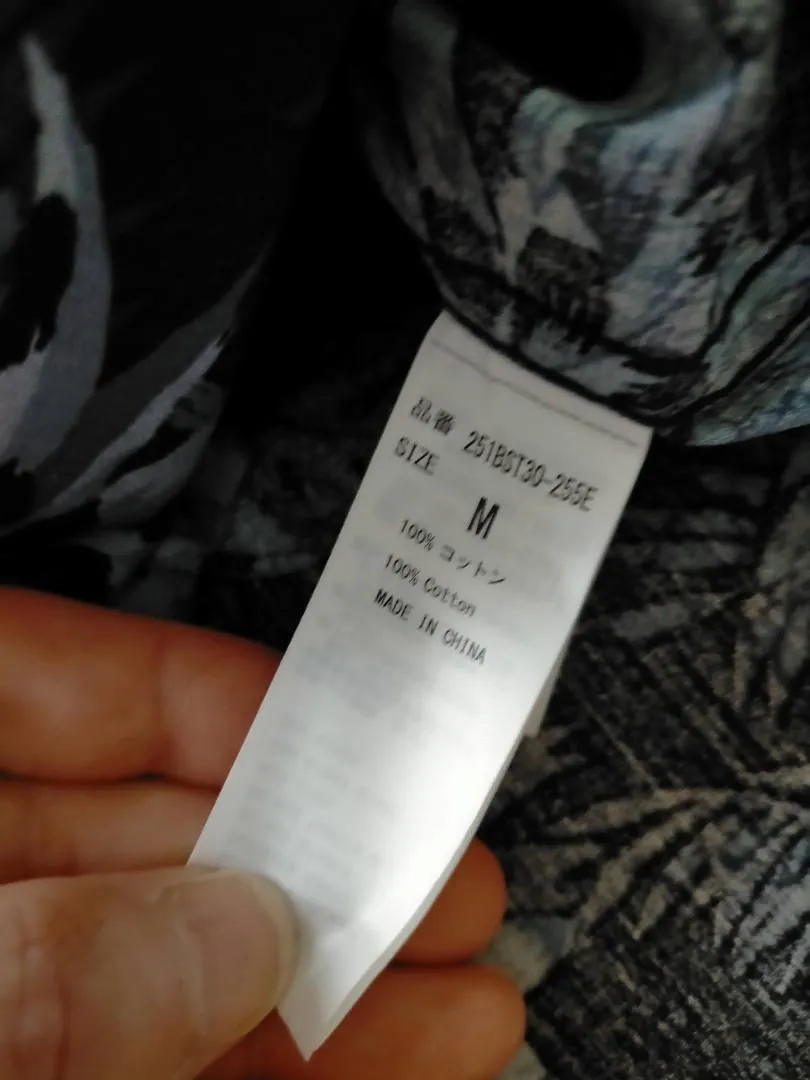 品番 251BST30-255E
SIZE
M
100% コットン
100% Cotton
MADE IN CHINA